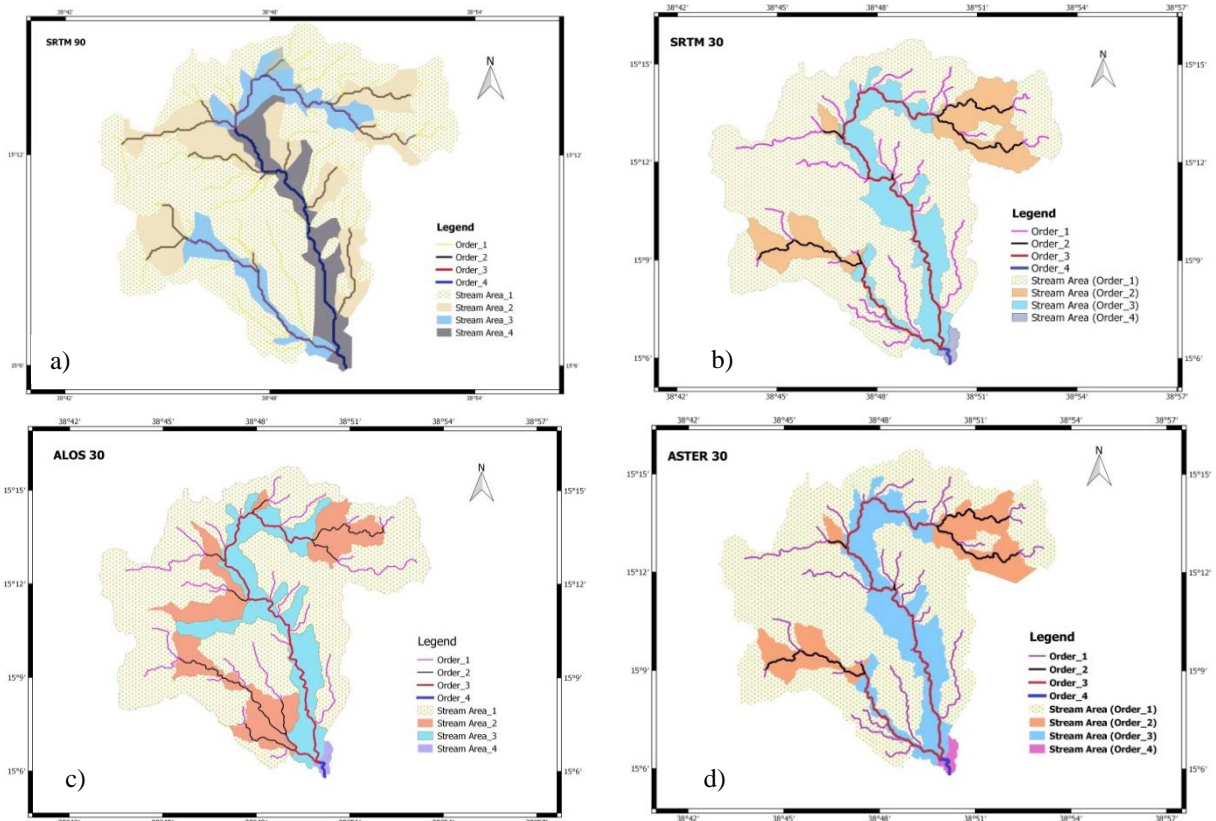 38°42' 38°48' 38°54'
SRTM 90
N
15°12'
15°6'
Legend
Order_1
Order_2
Order_3
Order_4
Stream Area_1
Stream Area_2
Stream Area_3
Stream Area_4
a)
38°42' 38°48' 38°54'
38°42' 38°45' 38°48' 38°51' 38°54' 38°57'
b)
SRTM 30
N
15°15' 15°15'
15°12' 15°12'
15°9' 15°9'
15°6' 15°6'
Legend
Order_1
Order_2
Order_3
Order_4
Stream Area (Order_1)
Stream Area (Order_2)
Stream Area (Order_3)
Stream Area (Order_4)
38°42' 38°45' 38°48' 38°51' 38°54' 38°57'
38°42' 38°45' 38°48' 38°51' 38°54' 38°57'
ALOS 30
N
15°15' 15°15'
15°12' 15°12'
15°9' 15°9'
15°6' 15°6'
Legend
Order_1
Order_2
Order_3
Order_4
Stream Area_1
Stream Area_2
Stream Area_3
Stream Area_4
c)
38°42' 38°45' 38°48' 38°51' 38°54' 38°57'
ASTER 30
N
15°15' 15°15'
15°12' 15°12'
15°9' 15°9'
15°6' 15°6'
Legend
Order_1
Order_2
Order_3
Order_4
Stream Area (Order_1)
Stream Area (Order_2)
Stream Area (Order_3)
Stream Area (Order_4)
d)
38°42' 38°45' 38°48' 38°51' 38°54' 38°57'